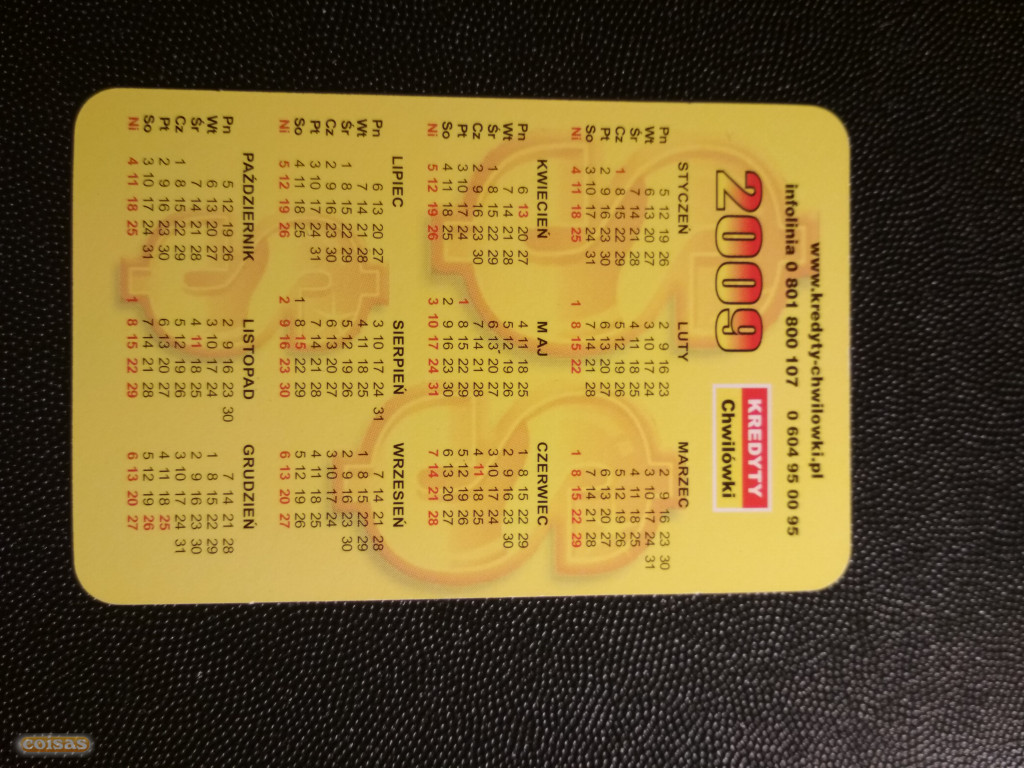 www.kredyty-chwilowki.pl
infolinia 0 801 800 107 0 604 95 00 95
2009
KREDYTY
Chwilówki
STYCZEŃ LUTY MARZEC
Pn 5 12 19 26 2 9 16 23 2 9 16 23 30
Wt 6 13 20 27 3 10 17 24 3 10 17 24 31
Śr 7 14 21 28 4 11 18 25 4 11 18 25
Cz 1 8 15 22 29 5 12 19 26 5 12 19 26
Pt 2 9 16 23 30 6 13 20 27 6 13 20 27
So 3 10 17 24 31 7 14 21 28 7 14 21 28
Ni 4 11 18 25 1 8 15 22 1 8 15 22 29
KWIECIEŃ MAJ CZERWIEC
Pn 6 13 20 27 4 11 18 25 1 8 15 22 29
Wt 7 14 21 28 5 12 19 26 2 9 16 23 30
Śr 1 8 15 22 29 6 13 20 27 3 10 17 24
Cz 2 9 16 23 30 7 14 21 28 4 11 18 25
Pt 3 10 17 24 1 8 15 22 29 5 12 19 26
So 4 11 18 25 2 9 16 23 30 6 13 20 27
Ni 5 12 19 26 3 10 17 24 31 7 14 21 28
LIPIEC SIERPIEŃ WRZESIEŃ
Pn 6 13 20 27 3 10 17 24 31 7 14 21 28
Wt 7 14 21 28 4 11 18 25 1 8 15 22 29
Śr 1 8 15 22 29 5 12 19 26 2 9 16 23 30
Cz 2 9 16 23 30 6 13 20 27 3 10 17 24
Pt 3 10 17 24 31 7 14 21 28 4 11 18 25
So 4 11 18 25 1 8 15 22 29 5 12 19 26
Ni 5 12 19 26 2 9 16 23 30 6 13 20 27
PAŹDZIERNIK LISTOPAD GRUDZIEŃ
Pn 5 12 19 26 2 9 16 23 30 7 14 21 28
Wt 6 13 20 27 3 10 17 24 1 8 15 22 29
Śr 7 14 21 28 4 11 18 25 2 9 16 23 30
Cz 1 8 15 22 29 5 12 19 26 3 10 17 24 31
Pt 2 9 16 23 30 6 13 20 27 4 11 18 25
So 3 10 17 24 31 7 14 21 28 5 12 19 26
Ni 4 11 18 25 1 8 15 22 29 6 13 20 27
coisas